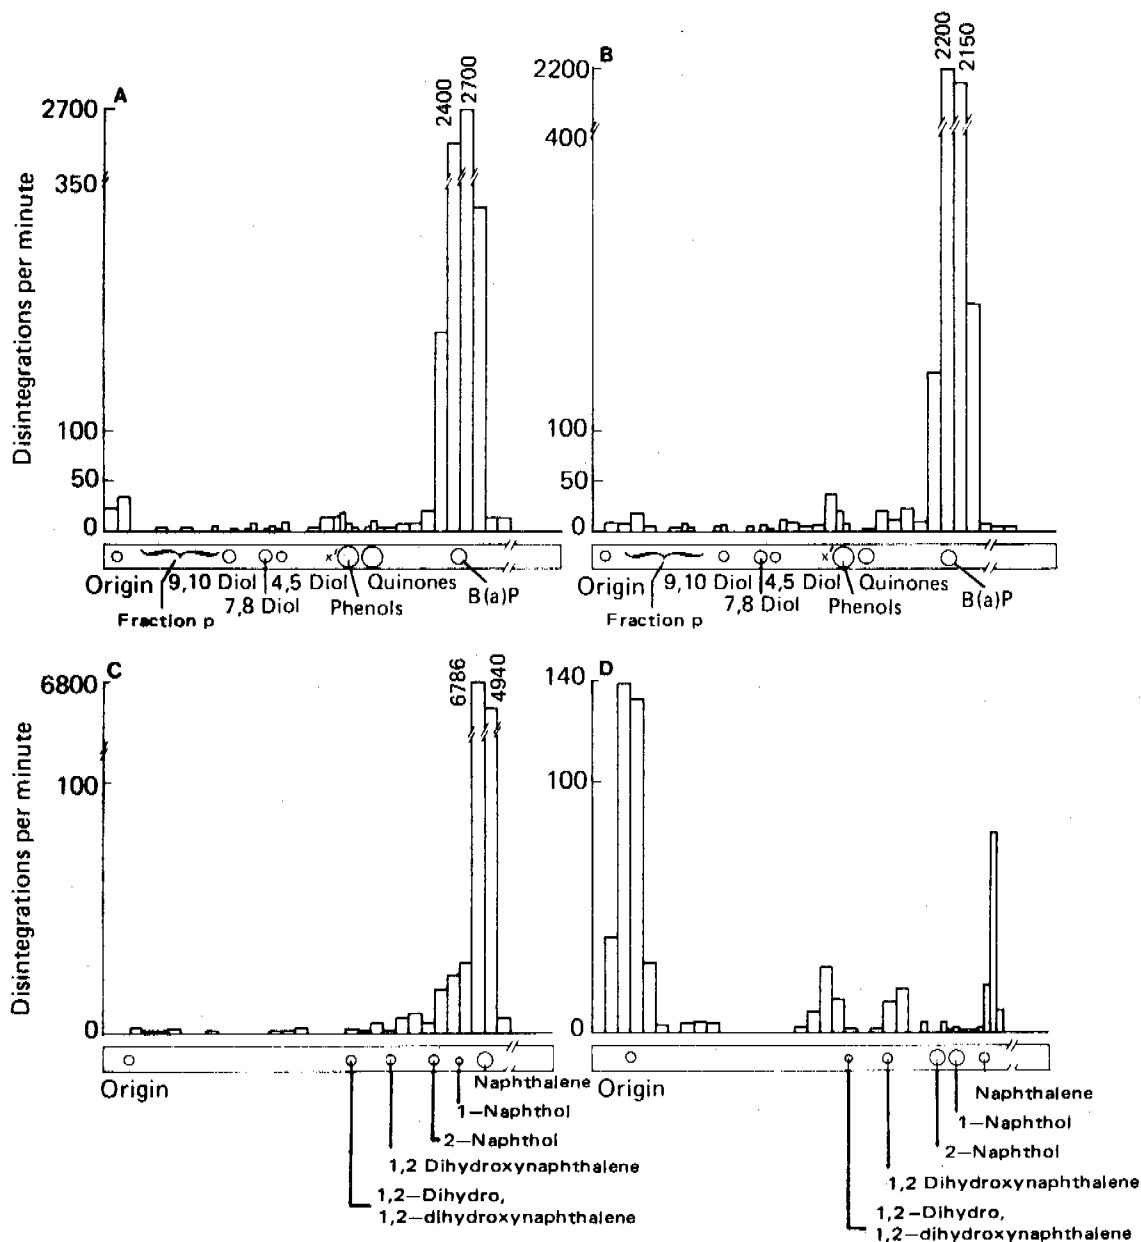 A
2400
2700
2700
350
100
50
0
Disintegrations per minute
x'
Origin
9,10 Diol
4,5 Diol
Quinones
7,8 Diol
Phenols
B(a)P
Fraction p
B
2200
2150
2200
400
100
50
0
x'
Origin
9,10 Diol
4,5 Diol
Quinones
7,8 Diol
Phenols
B(a)P
Fraction p
C
6786
4940
6800
100
0
Disintegrations per minute
Origin
Naphthalene
1-Naphthol
2-Naphthol
1,2 Dihydroxynaphthalene
1,2-Dihydro,
1,2-dihydroxynaphthalene
D
140
100
0
Origin
Naphthalene
1-Naphthol
2-Naphthol
1,2 Dihydroxynaphthalene
1,2-Dihydro,
1,2-dihydroxynaphthalene